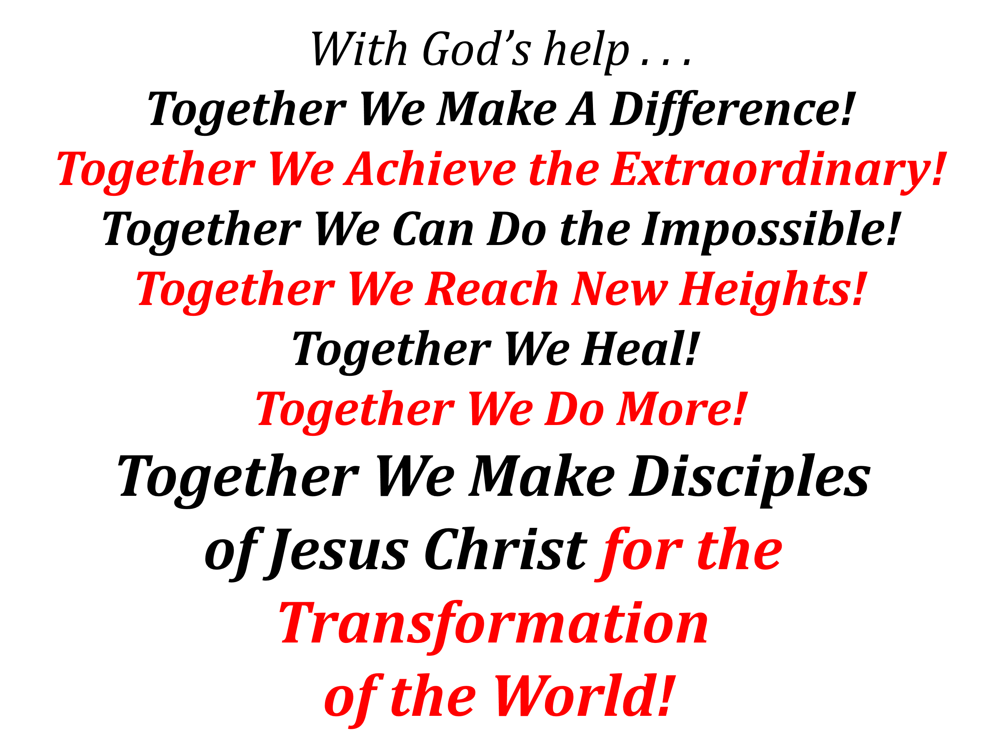 With God’s help . . .
Together We Make A Difference!
Together We Achieve the Extraordinary!
Together We Can Do the Impossible!
Together We Reach New Heights!
Together We Heal!
Together We Do More!
Together We Make Disciples
of Jesus Christ for the
Transformation
of the World!